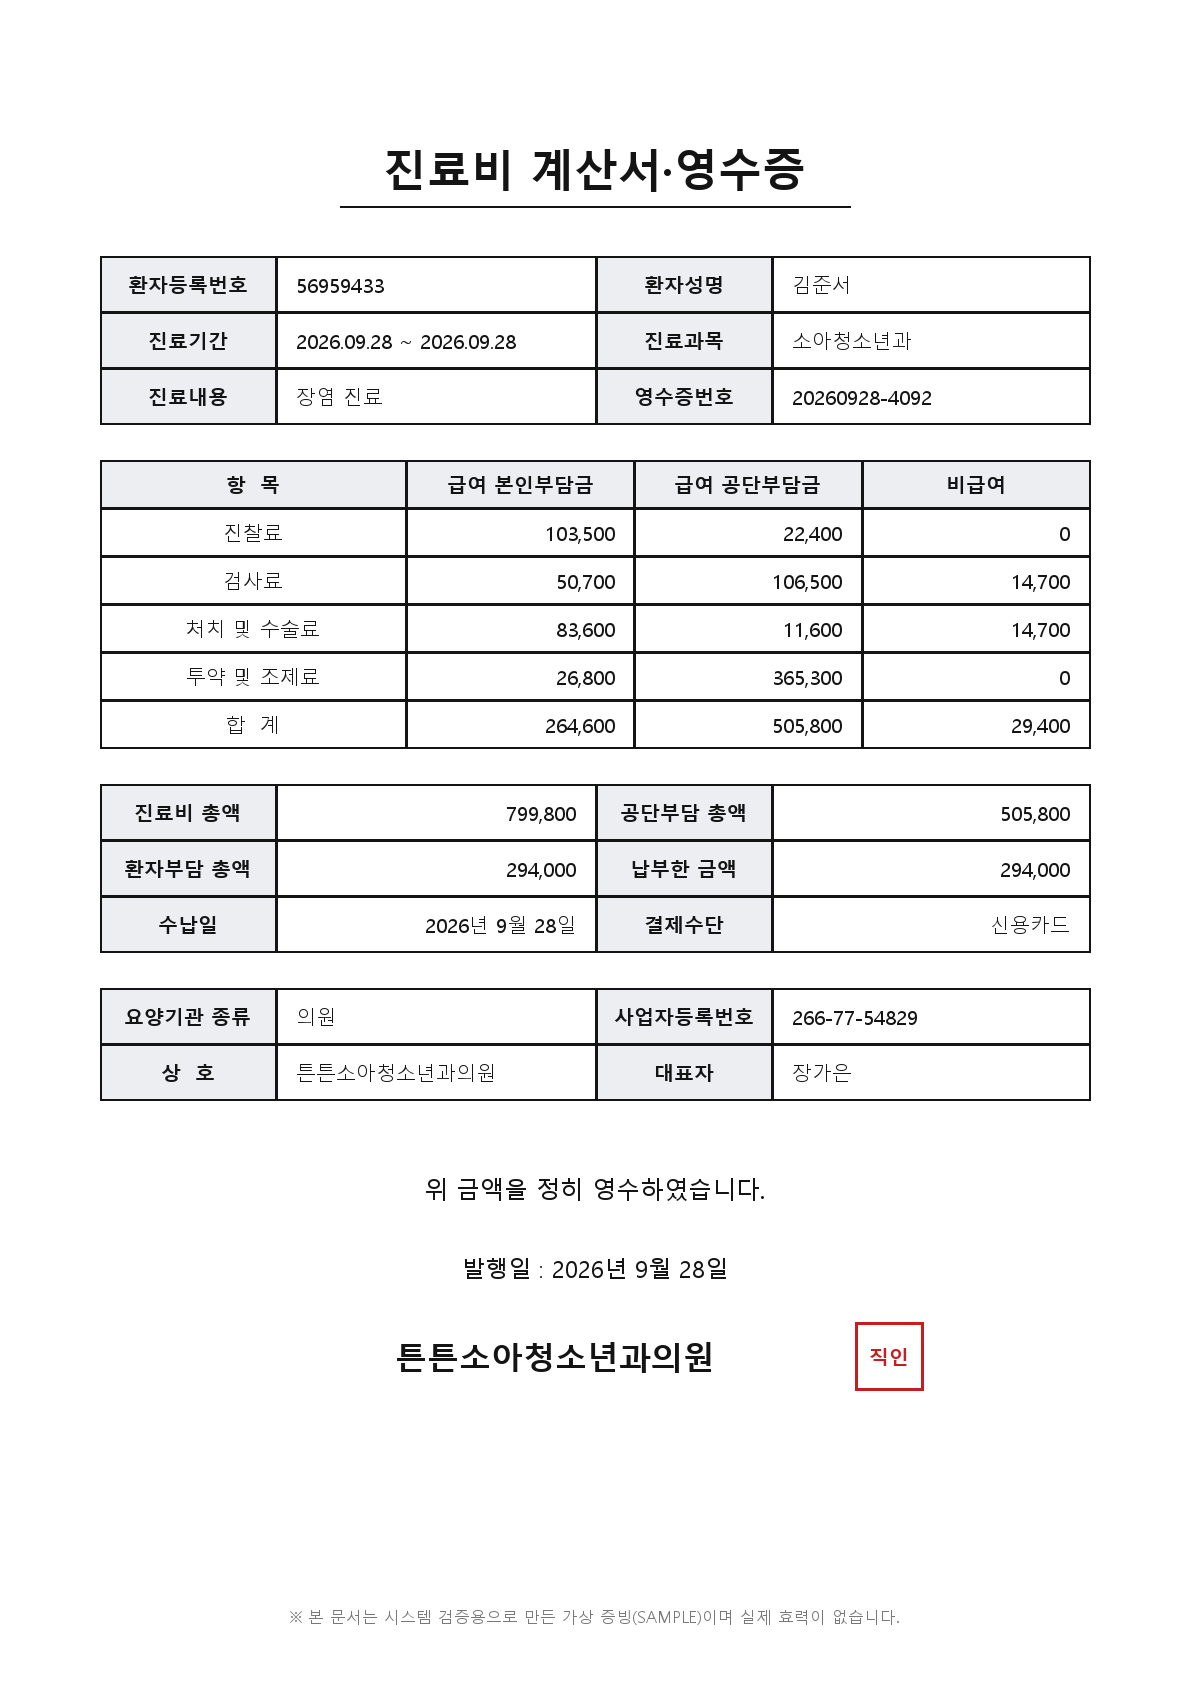 진료비 계산서·영수증
환자등록번호 56959433 환자성명 김준서
진료기간 2026.09.28 ~ 2026.09.28 진료과목 소아청소년과
진료내용 장염 진료 영수증번호 20260928-4092
항 목 급여 본인부담금 급여 공단부담금 비급여
진찰료 103,500 22,400 0
검사료 50,700 106,500 14,700
처치 및 수술료 83,600 11,600 14,700
투약 및 조제료 26,800 365,300 0
합 계 264,600 505,800 29,400
진료비 총액 799,800 공단부담 총액 505,800
환자부담 총액 294,000 납부한 금액 294,000
수납일 2026년 9월 28일 결제수단 신용카드
요양기관 종류 의원 사업자등록번호 266-77-54829
상 호 튼튼소아청소년과의원 대표자 장가은
위 금액을 정히 영수하였습니다.
발행일 : 2026년 9월 28일
튼튼소아청소년과의원 직인
※ 본 문서는 시스템 검증용으로 만든 가상 증빙(SAMPLE)이며 실제 효력이 없습니다.